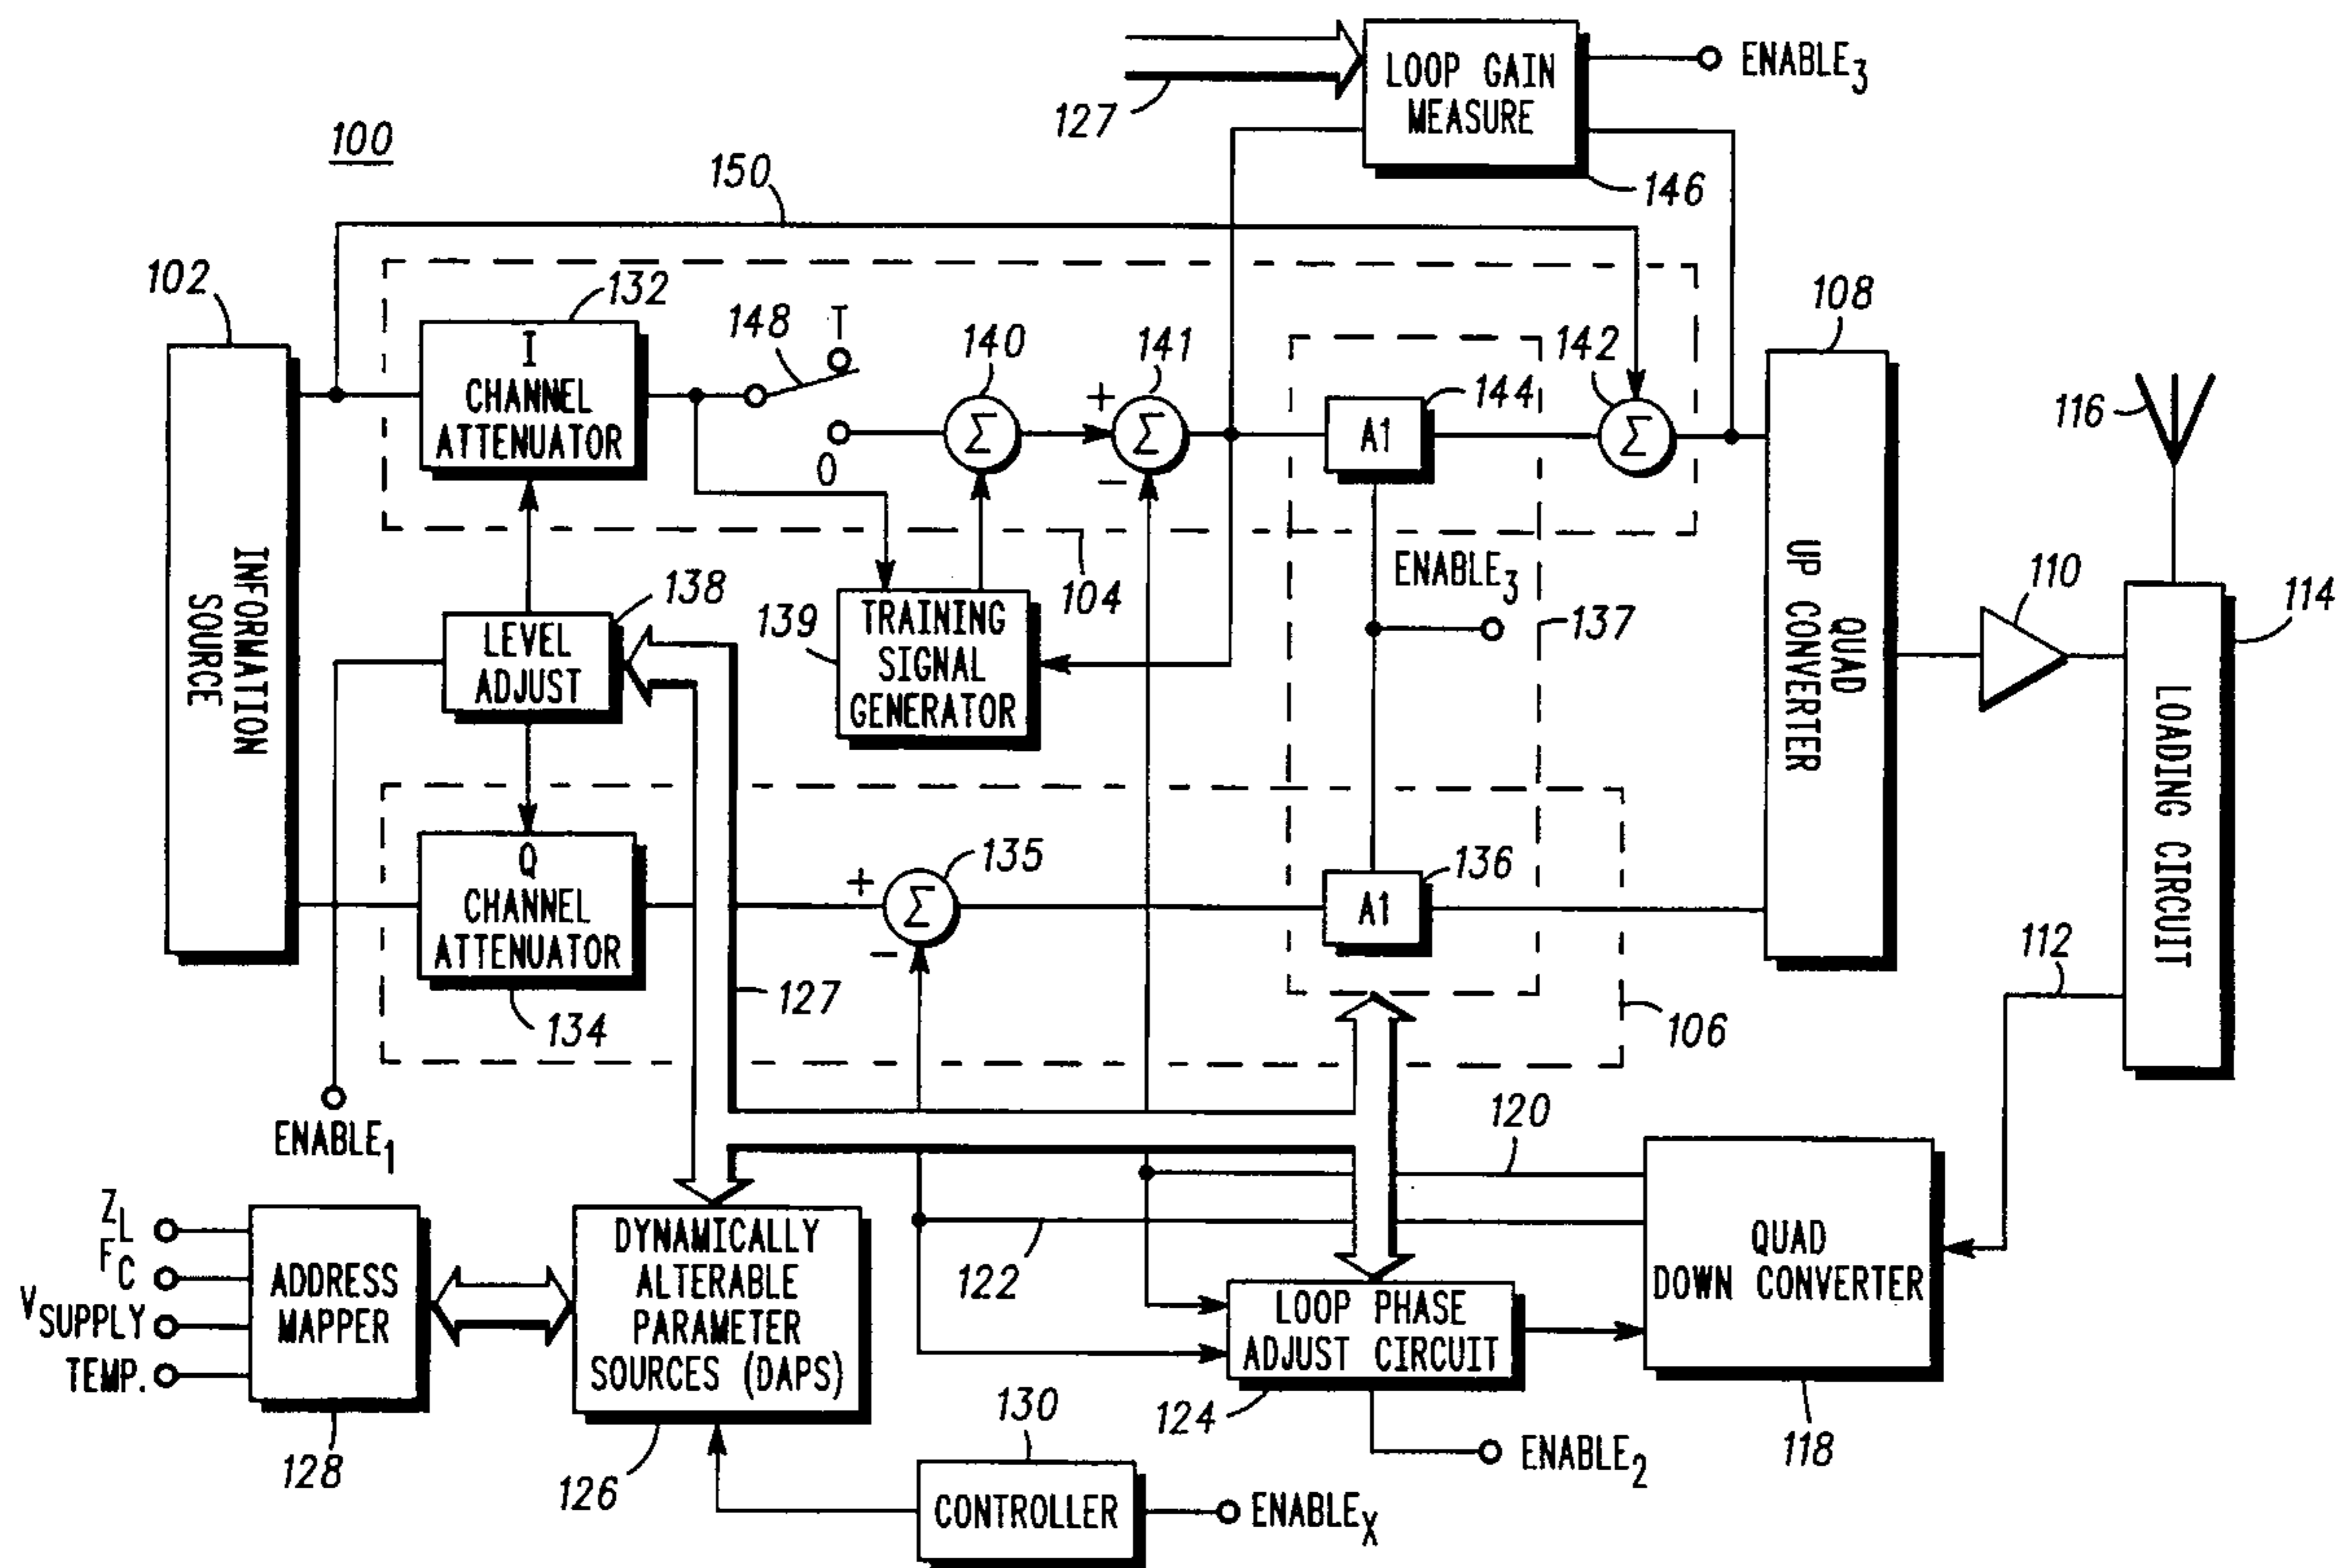 LOOP GAIN
MEASURE
ENABLE3
127
146
100
150
102
INFORMATION
SOURCE
132
I
CHANNEL
ATTENUATOR
148
T
O
140
Σ
141
+
Σ
−
144
A1
142
Σ
108
QUAD
UP CONVERTER
116
110
114
LOADING CIRCUIT
104
ENABLE3
137
138
LEVEL
ADJUST
139
TRAINING
SIGNAL
GENERATOR
Q
CHANNEL
ATTENUATOR
134
127
135
+
Σ
−
136
A1
106
112
ENABLE1
120
122
QUAD
DOWN CONVERTER
118
ZL
FC
VSUPPLY
TEMP.
ADDRESS
MAPPER
128
DYNAMICALLY
ALTERABLE
PARAMETER
SOURCES (DAPS)
126
LOOP PHASE
ADJUST CIRCUIT
124
ENABLE2
130
CONTROLLER
ENABLEX